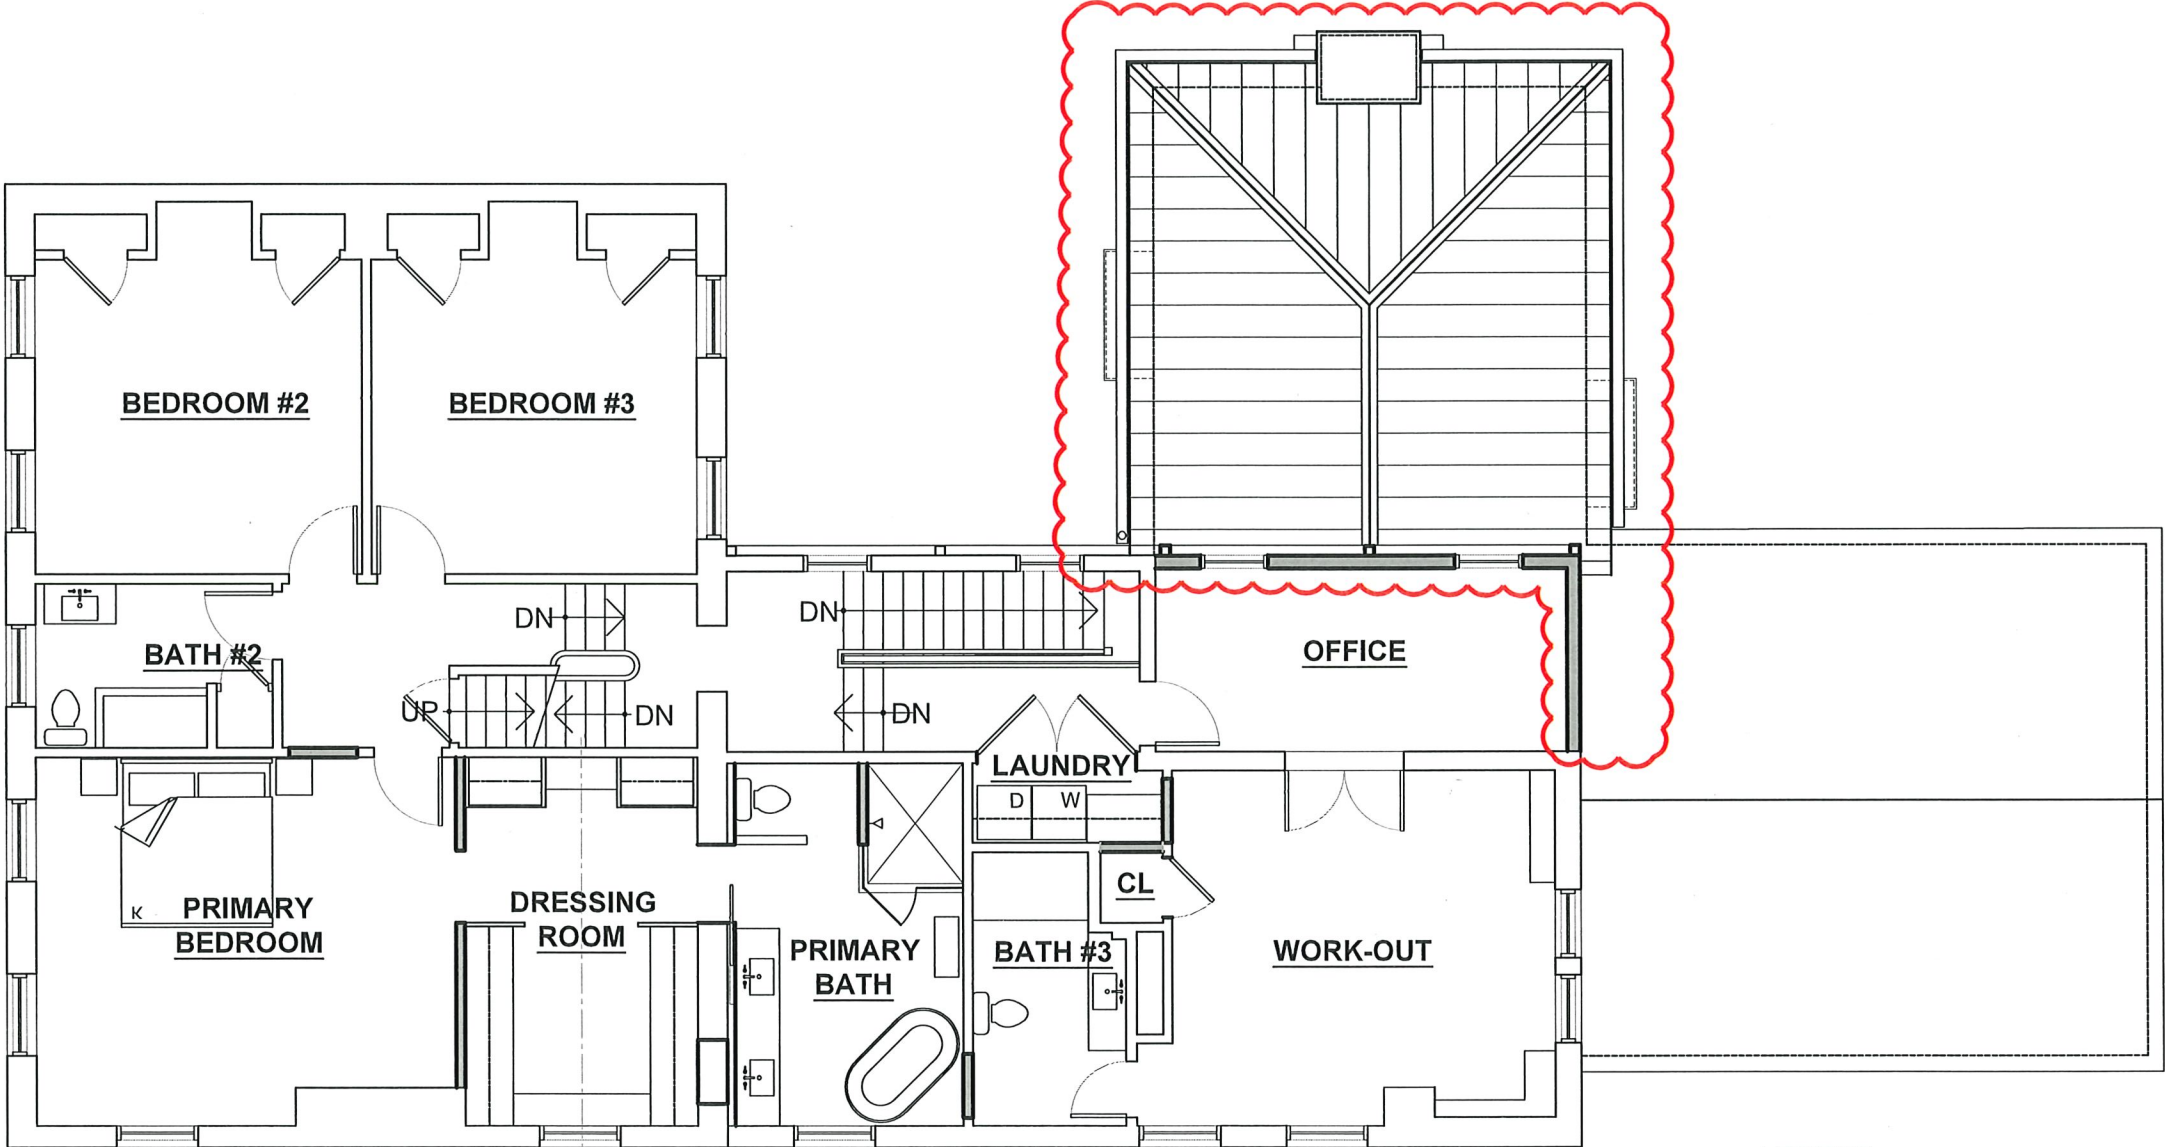 BEDROOM #2
BEDROOM #3
DN
DN
BATH #2
OFFICE
UP
DN
DN
LAUNDRY
D
W
CL
K
PRIMARY
BEDROOM
DRESSING
ROOM
PRIMARY
BATH
BATH #3
WORK-OUT